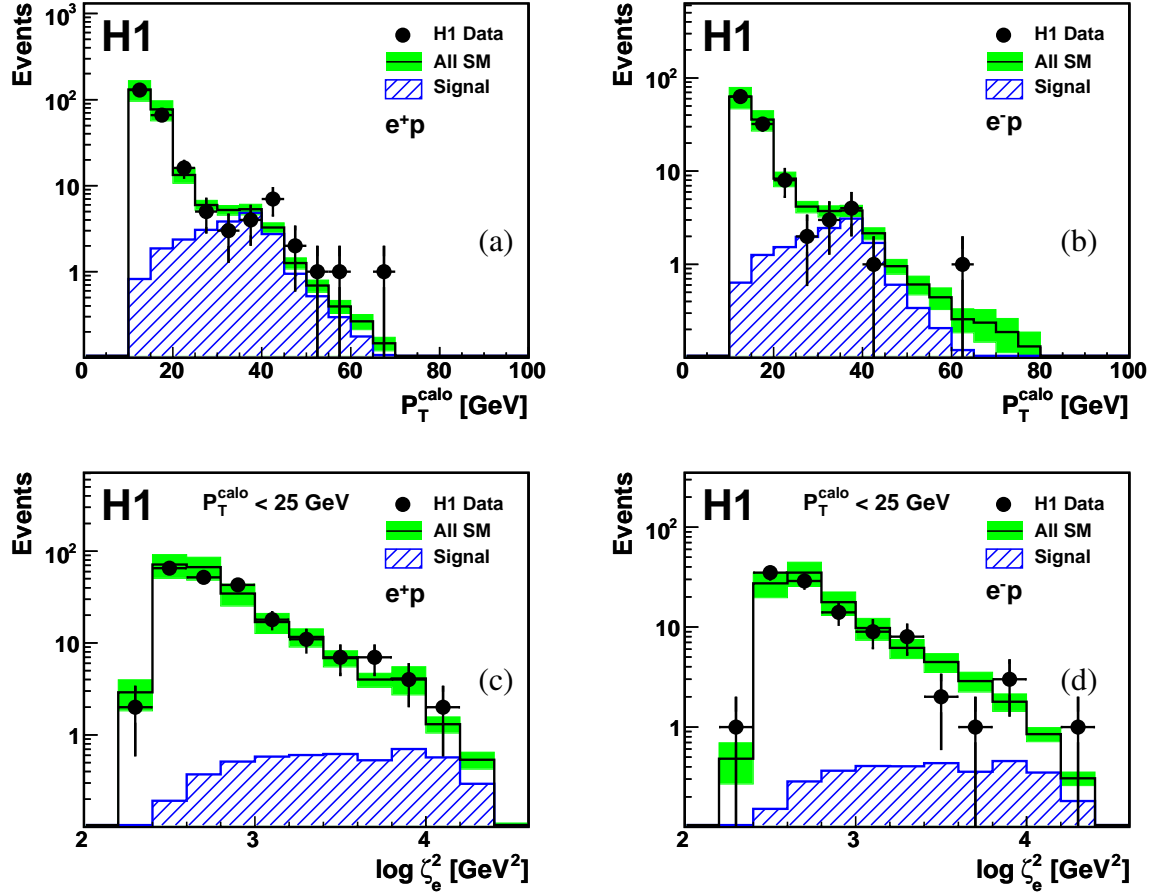 H1
Events
H1 Data
All SM
Signal
e⁺p
(a)
10³
10²
10
1
0 20 40 60 80 100
P_T^calo [GeV]
H1
Events
H1 Data
All SM
Signal
e⁻p
(b)
10²
10
1
0 20 40 60 80 100
P_T^calo [GeV]
H1
Events
P_T^calo < 25 GeV
H1 Data
All SM
Signal
e⁺p
(c)
10²
10
1
2 3 4
log ζ_e^2 [GeV²]
H1
Events
P_T^calo < 25 GeV
H1 Data
All SM
Signal
e⁻p
(d)
10²
10
1
2 3 4
log ζ_e^2 [GeV²]